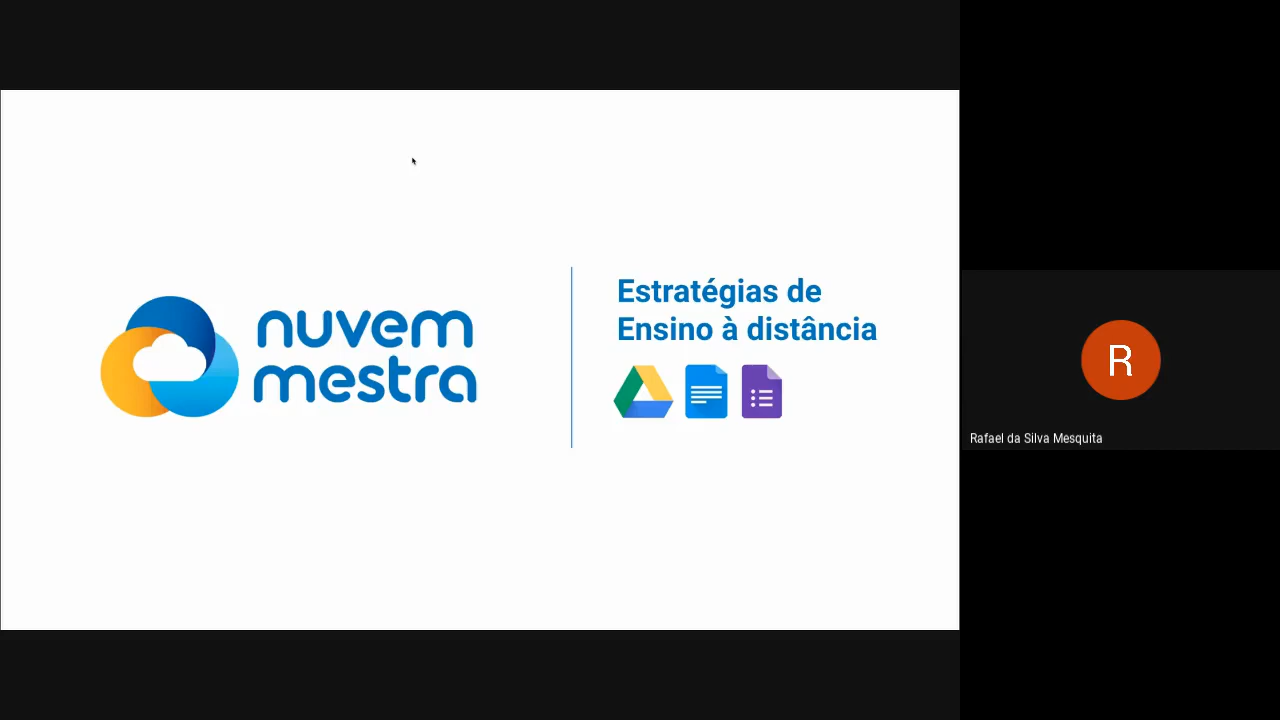 nuvem
mestra
Estratégias de
Ensino à distância
R
Rafael da Silva Mesquita